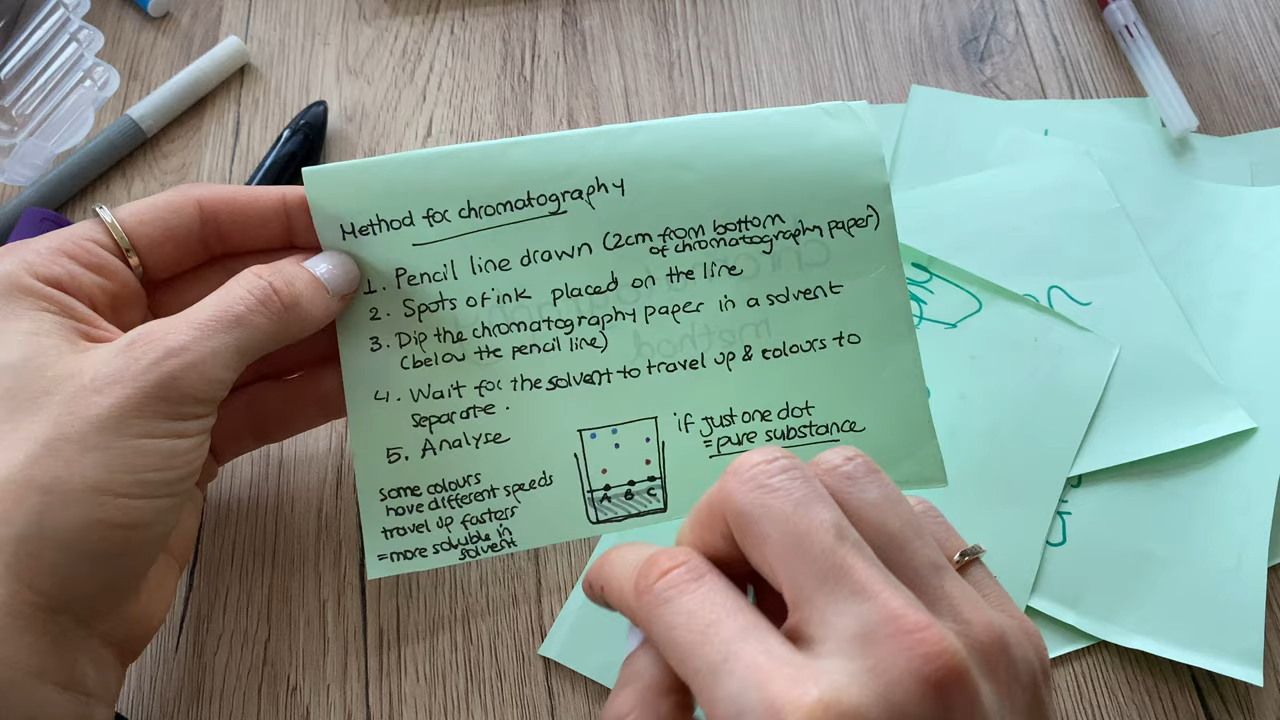 Method for chromatography
1. Pencil line drawn (2cm from bottom
of chromatography paper)
2. Spots of ink placed on the line
3. Dip the chromatography paper in a solvent
(below the pencil line)
4. Wait for the solvent to travel up & colours to
separate.
5. Analyse
if just one dot
=pure substance
some colours
have different speeds
travel up fasters
=more soluble in
solvent
A B C